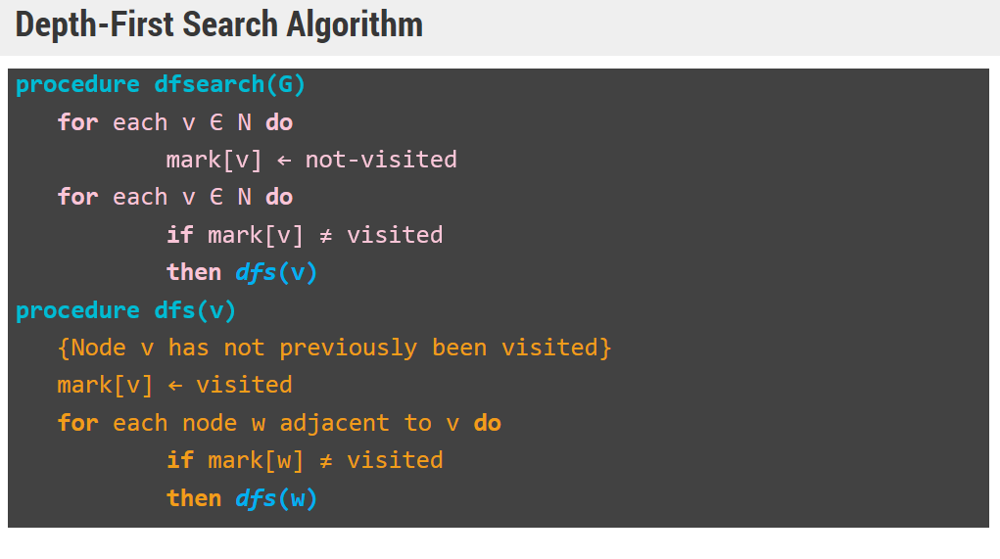 Depth-First Search Algorithm
procedure dfsearch(G)
for each v Є N do
mark[v] ← not-visited
for each v Є N do
if mark[v] ≠ visited
then dfs(v)
procedure dfs(v)
{Node v has not previously been visited}
mark[v] ← visited
for each node w adjacent to v do
if mark[w] ≠ visited
then dfs(w)